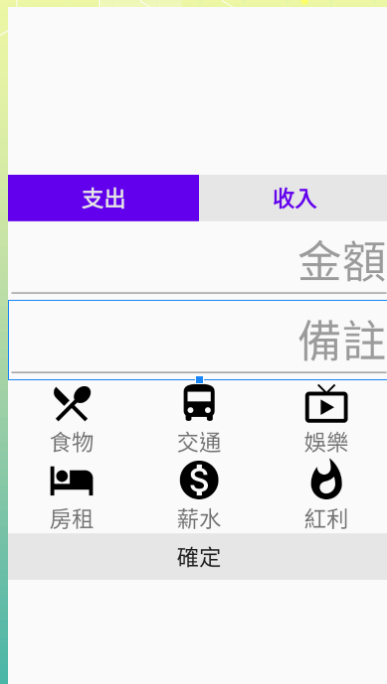 支出 收入
金額
備註
食物 交通 娛樂
房租 薪水 紅利
確定